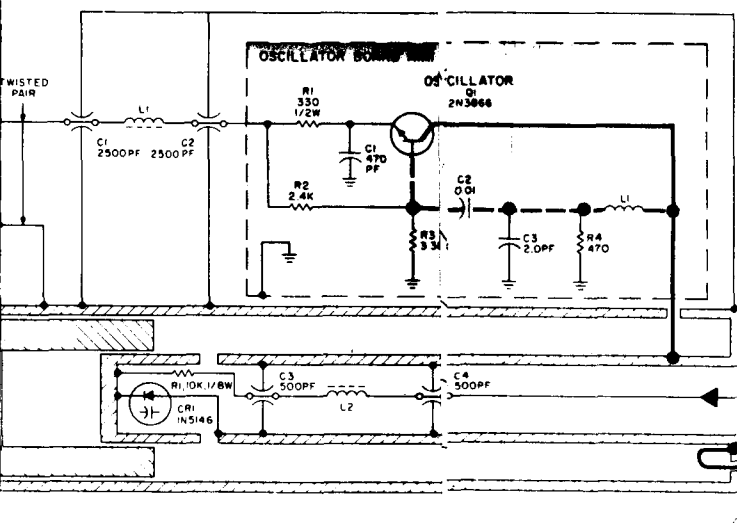 OSCILLATOR BOARD
TWISTED
PAIR
L1
C1
2500PF
C2
2500PF
R1
330
1/2W
OSCILLATOR
Q1
2N3866
C1
470
PF
R2
2.4K
C2
0.01
L1
R3
C3
2.0PF
R4
470
R1,10K,1/8W
C3
500PF
L2
C4
500PF
CR1
1N5146